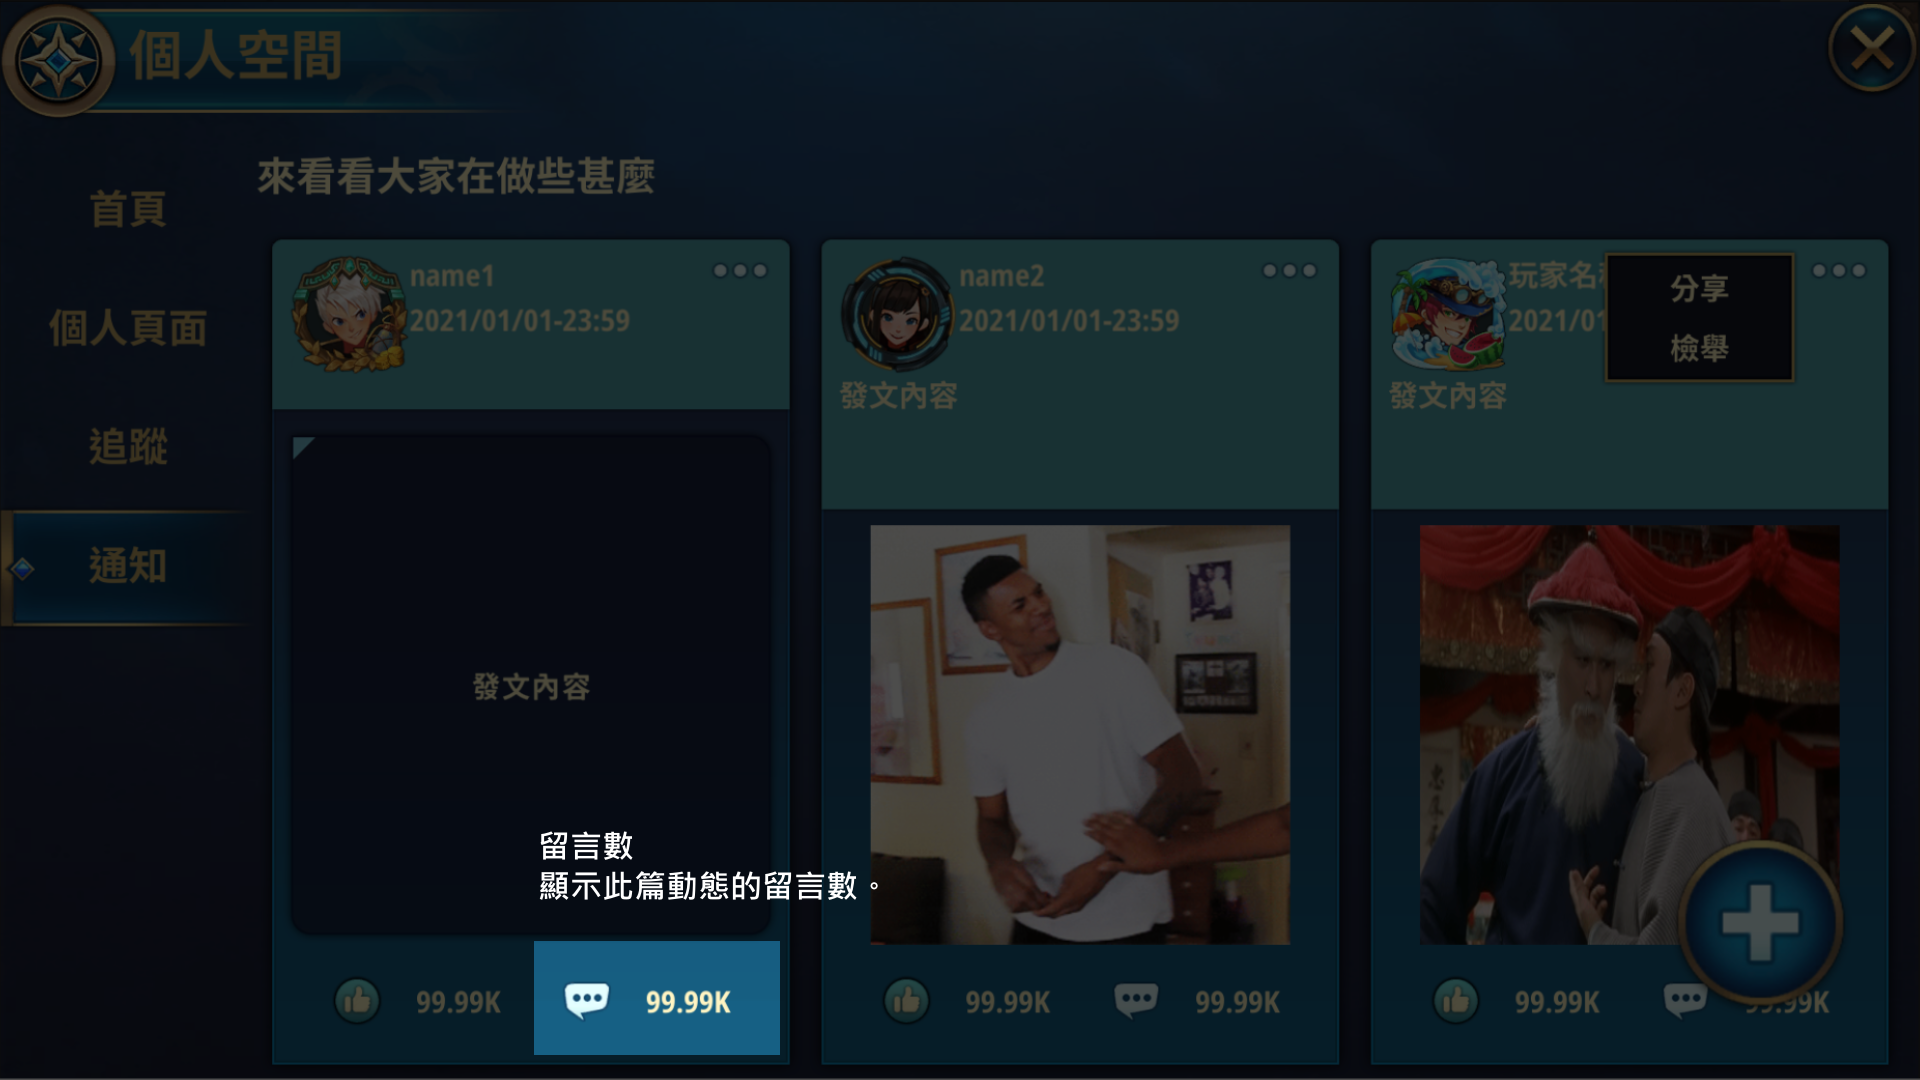 個人空間
來看看大家在做些甚麼
首頁
個人頁面
追蹤
通知
name1
2021/01/01-23:59
發文內容
留言數
顯示此篇動態的留言數。
99.99K
99.99K
name2
2021/01/01-23:59
發文內容
99.99K
99.99K
玩家名
2021/01
分享
檢舉
發文內容
99.99K
99.99K